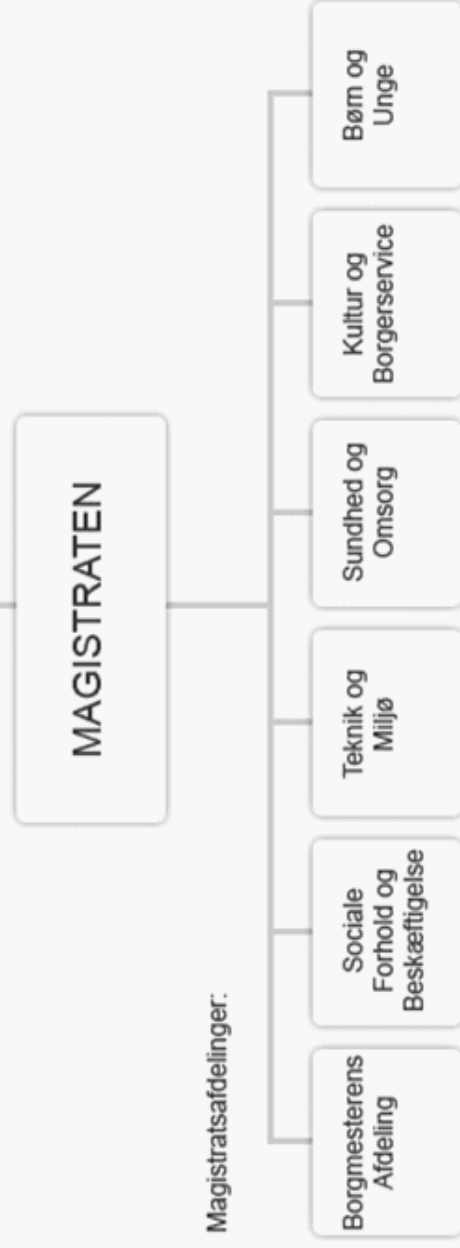 MAGISTRATEN
Magistratsafdelinger:
Borgmesterens
Afdeling
Sociale
Forhold og
Beskæftigelse
Teknik og
Miljø
Sundhed og
Omsorg
Kultur og
Borgerservice
Børn og
Unge